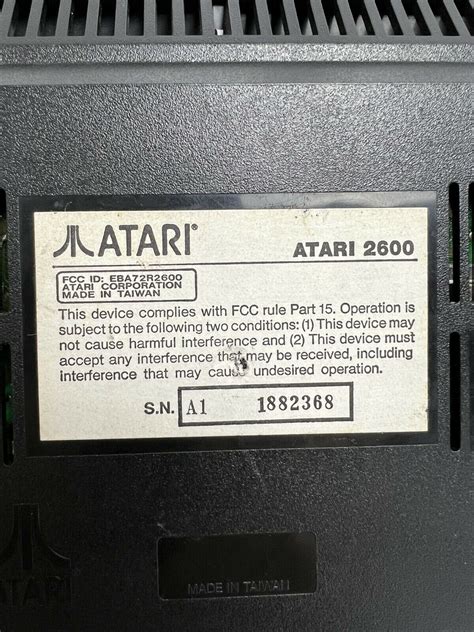 ATARI®
ATARI 2600
FCC ID: EBA72R2600
ATARI CORPORATION
MADE IN TAIWAN
This device complies with FCC rule Part 15. Operation is
subject to the following two conditions: (1) This device may
not cause harmful interference and (2) This device must
accept any interference that may be received, including
interference that may cause undesired operation.
S.N. A1 1882368
ATARI
MADE IN TAIWAN